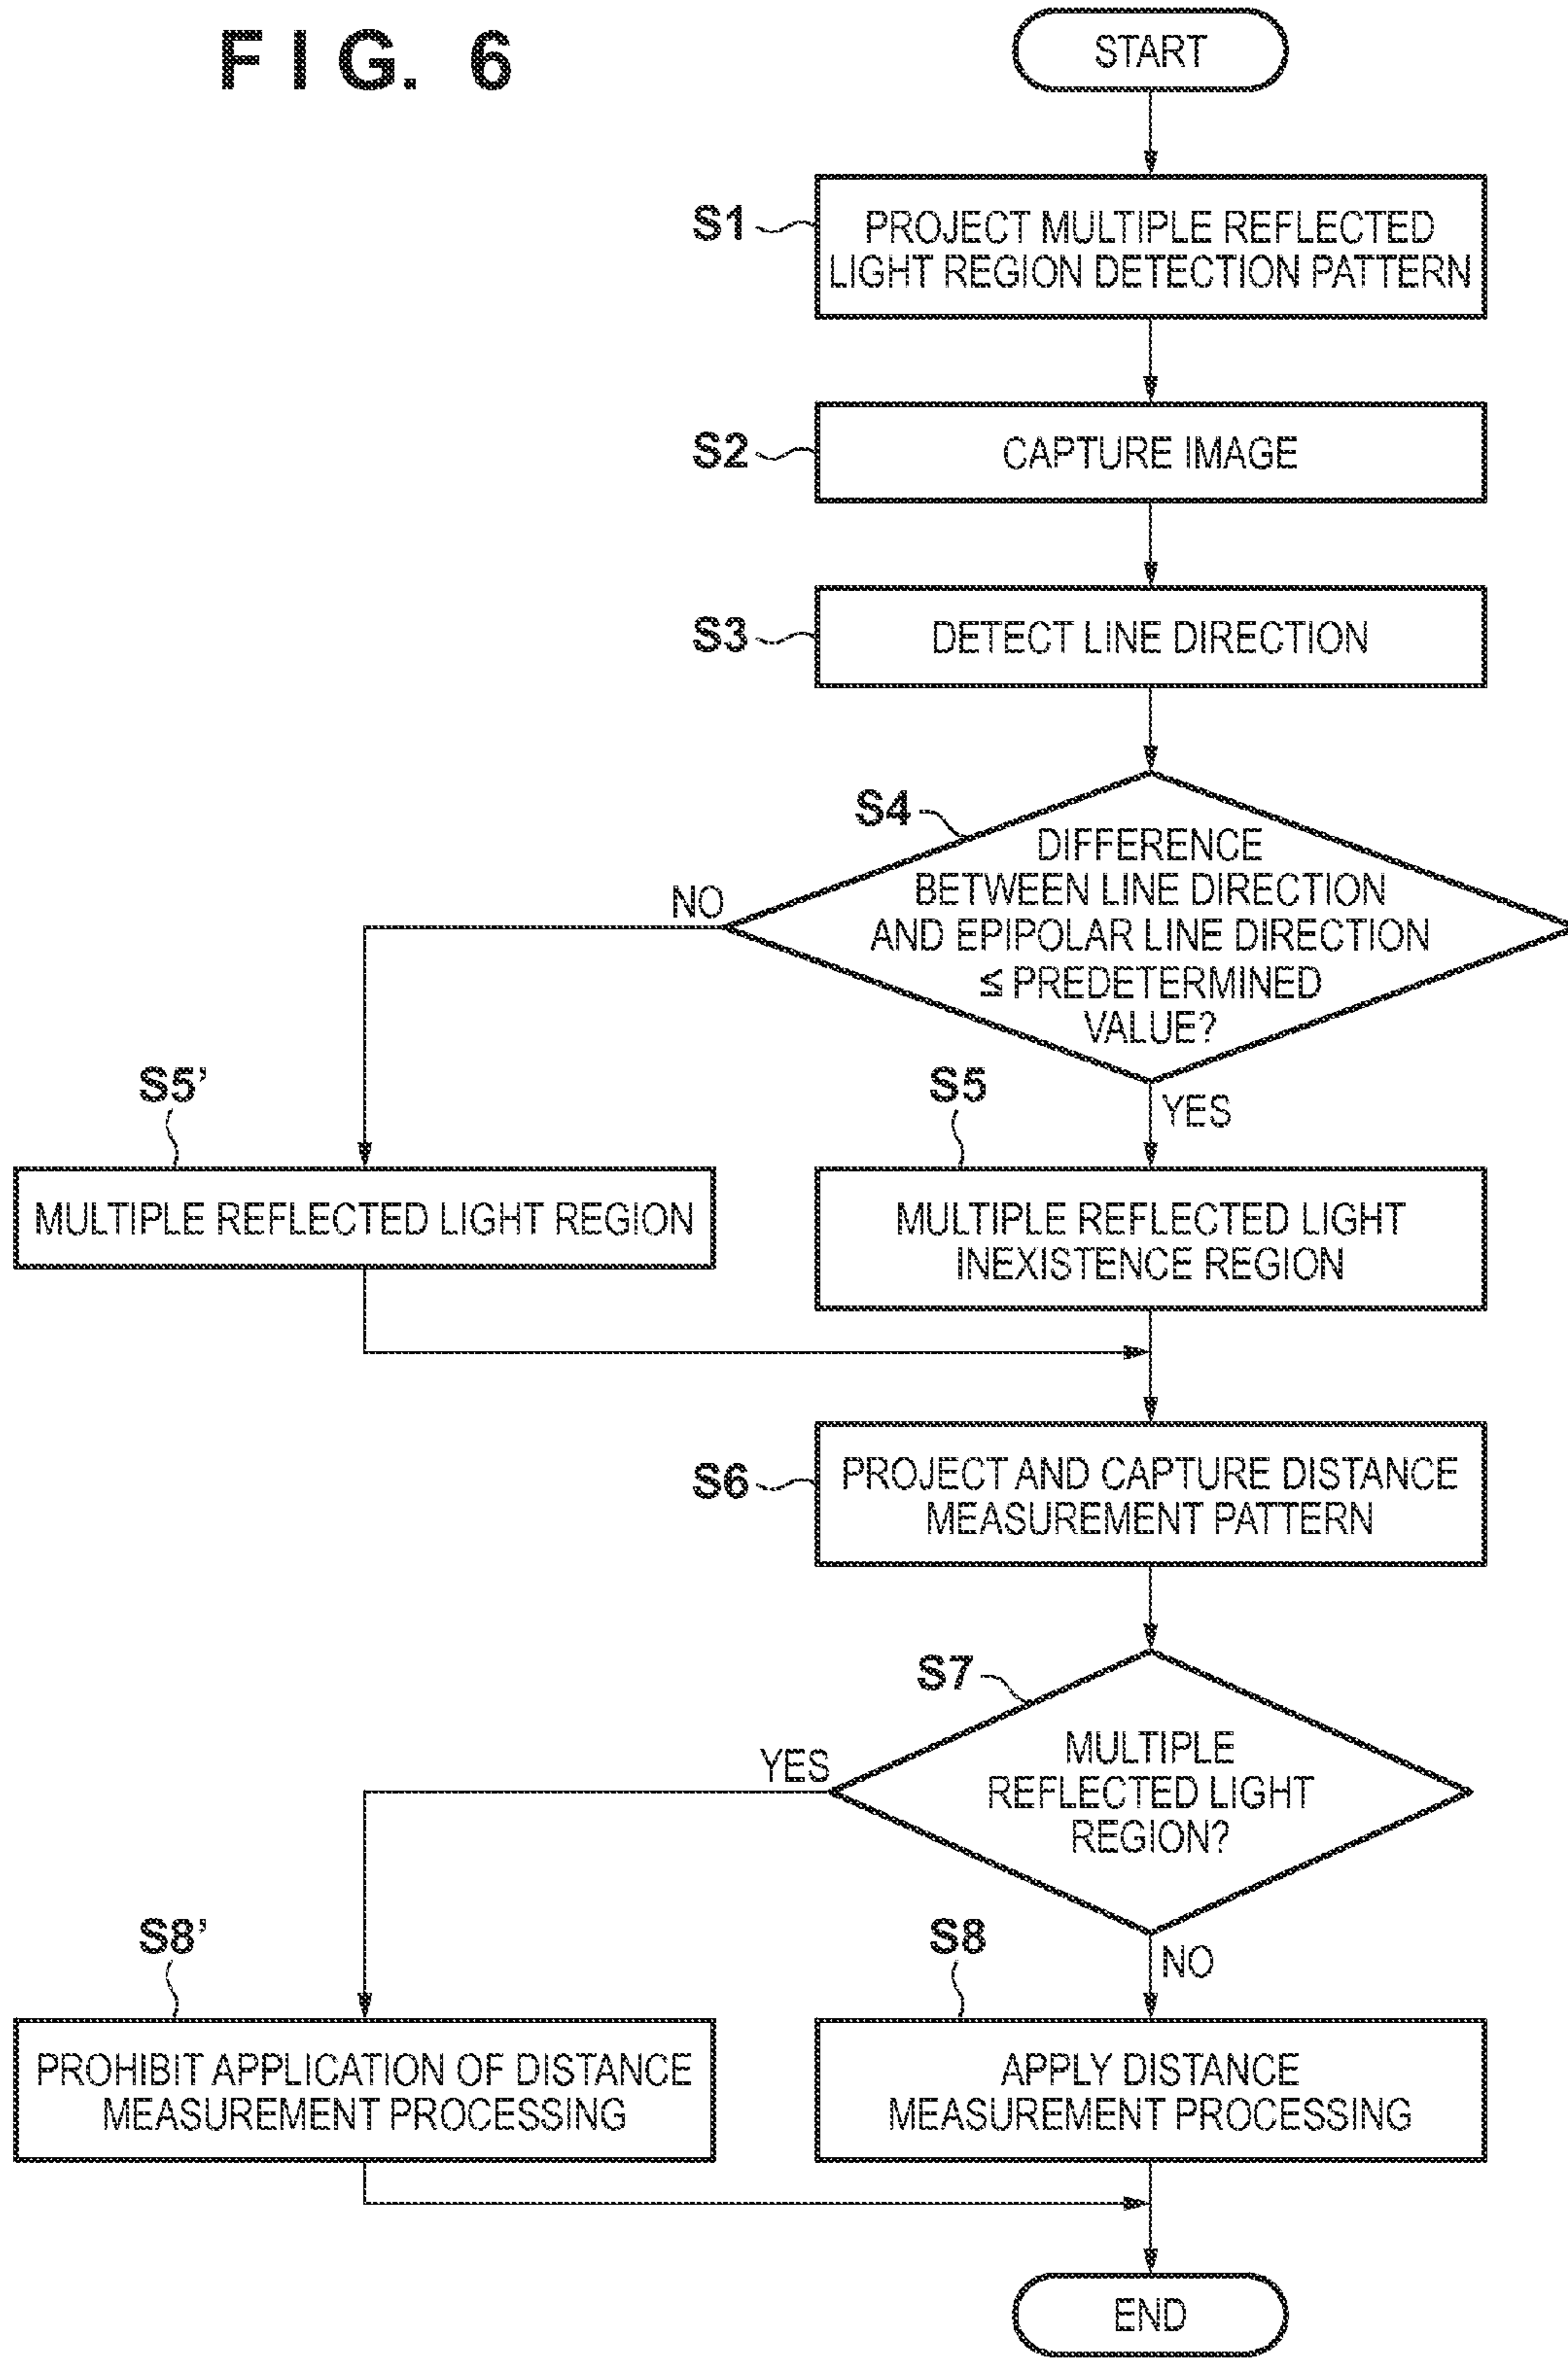 FIG. 6
START
S1
PROJECT MULTIPLE REFLECTED
LIGHT REGION DETECTION PATTERN
S2
CAPTURE IMAGE
S3
DETECT LINE DIRECTION
S4
DIFFERENCE
BETWEEN LINE DIRECTION
AND EPIPOLAR LINE DIRECTION
≦ PREDETERMINED
VALUE?
NO
YES
S5'
MULTIPLE REFLECTED LIGHT REGION
S5
MULTIPLE REFLECTED LIGHT
INEXISTENCE REGION
S6
PROJECT AND CAPTURE DISTANCE
MEASUREMENT PATTERN
S7
MULTIPLE
REFLECTED LIGHT
REGION?
YES
NO
S8'
PROHIBIT APPLICATION OF DISTANCE
MEASUREMENT PROCESSING
S8
APPLY DISTANCE
MEASUREMENT PROCESSING
END